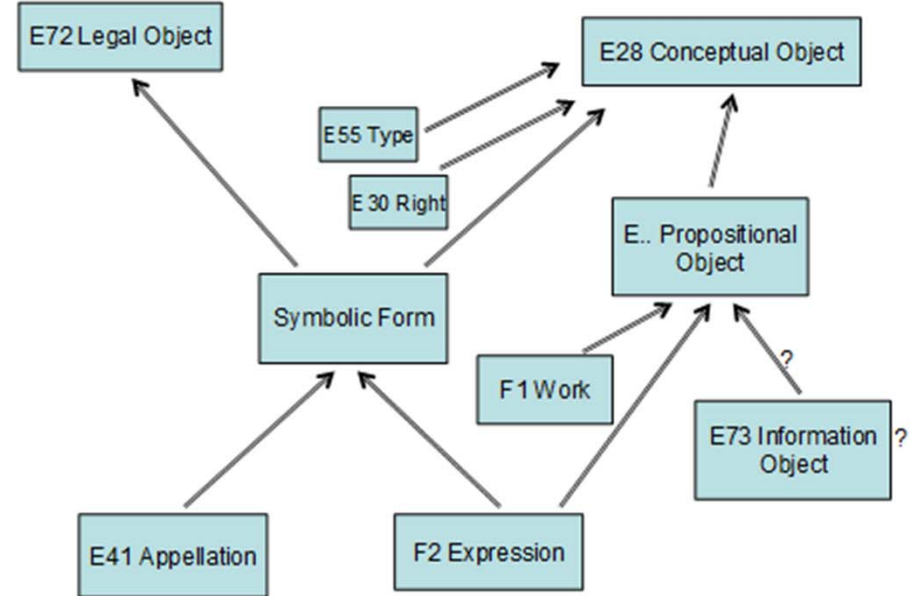 E72 Legal Object
E28 Conceptual Object
E55 Type
E30 Right
E.. Propositional
Object
Symbolic Form
?
F1 Work
E73 Information
Object
?
E41 Appellation
F2 Expression